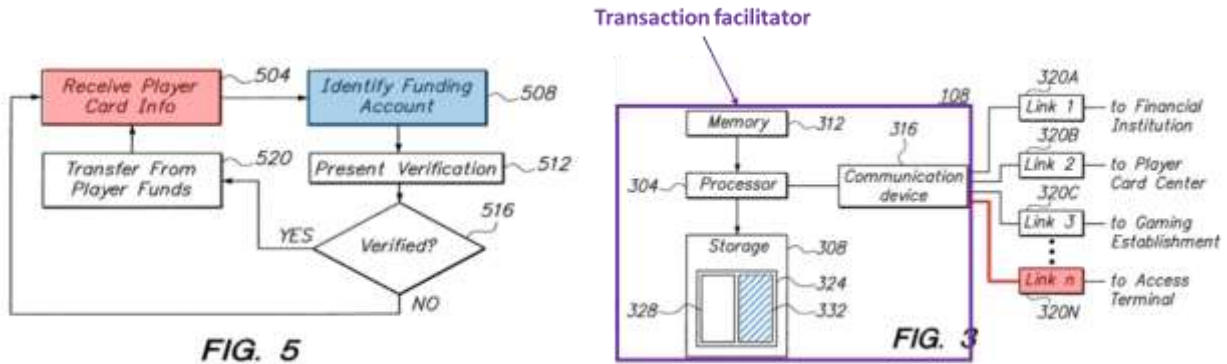 Transaction facilitator
Receive Player
Card Info
504
Identify Funding
Account
508
Transfer From
Player Funds
520
Present Verification
512
Verified?
516
YES
NO
FIG. 5
108
Memory
312
316
304
Processor
Communication
device
Storage
308
324
328
332
FIG. 3
320A
Link 1
to Financial
Institution
320B
Link 2
to Player
Card Center
320C
Link 3
to Gaming
Establishment
Link n
to Access
Terminal
320N